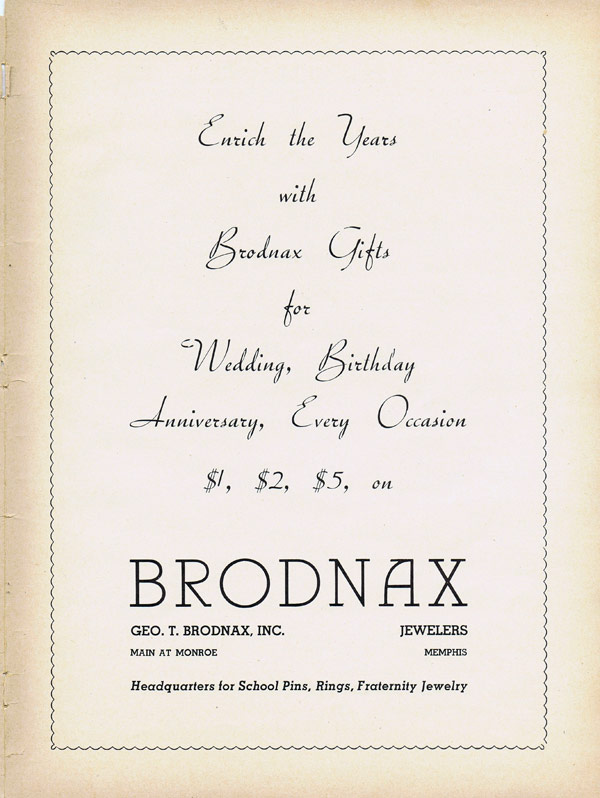 Enrich the Years
with
Brodnax Gifts
for
Wedding, Birthday
Anniversary, Every Occasion
$1, $2, $5, on
BRODNAX
GEO. T. BRODNAX, INC. JEWELERS
MAIN AT MONROE MEMPHIS
Headquarters for School Pins, Rings, Fraternity Jewelry